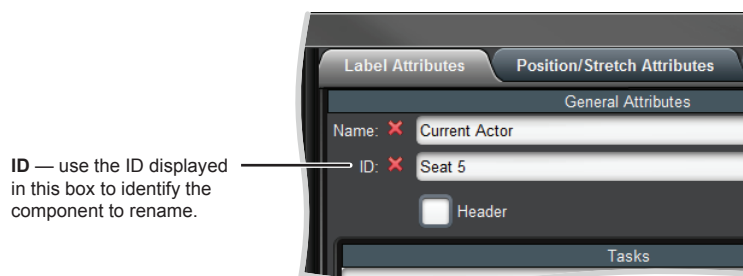 Label Attributes Position/Stretch Attributes
General Attributes
Name: Current Actor
ID — use the ID displayed
in this box to identify the
component to rename.
ID: Seat 5
Header
Tasks